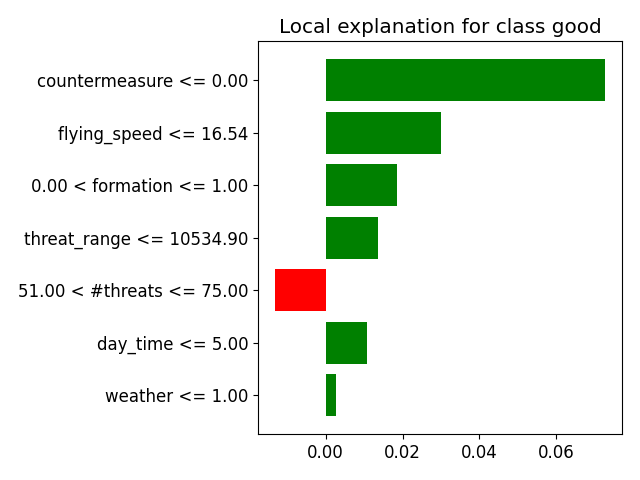 Local explanation for class good
countermeasure <= 0.00
flying_speed <= 16.54
0.00 < formation <= 1.00
threat_range <= 10534.90
51.00 < #threats <= 75.00
day_time <= 5.00
weather <= 1.00
0.00 0.02 0.04 0.06